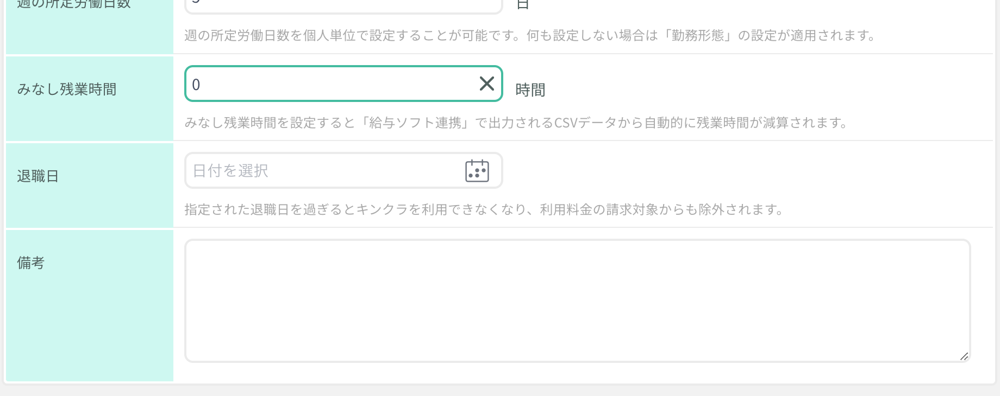 週の所定労働日数
日
週の所定労働日数を個人単位で設定することが可能です。何も設定しない場合は「勤務形態」の設定が適用されます。
みなし残業時間
0
時間
みなし残業時間を設定すると「給与ソフト連携」で出力されるCSVデータから自動的に残業時間が減算されます。
退職日
日付を選択
指定された退職日を過ぎるとキンクラを利用できなくなり、利用料金の請求対象からも除外されます。
備考